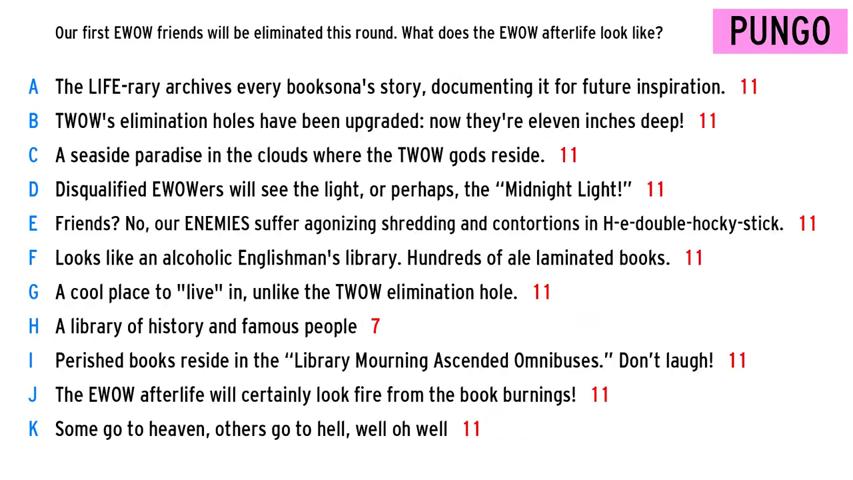 Our first EWOW friends will be eliminated this round. What does the EWOW afterlife look like?
PUNGO
A The LIFE-rary archives every booksona's story, documenting it for future inspiration. 11
B TWOW's elimination holes have been upgraded: now they're eleven inches deep! 11
C A seaside paradise in the clouds where the TWOW gods reside. 11
D Disqualified EWOWers will see the light, or perhaps, the “Midnight Light!” 11
E Friends? No, our ENEMIES suffer agonizing shredding and contortions in H-e-double-hocky-stick. 11
F Looks like an alcoholic Englishman's library. Hundreds of ale laminated books. 11
G A cool place to "live" in, unlike the TWOW elimination hole. 11
H A library of history and famous people 7
I Perished books reside in the “Library Mourning Ascended Omnibuses.” Don’t laugh! 11
J The EWOW afterlife will certainly look fire from the book burnings! 11
K Some go to heaven, others go to hell, well oh well 11